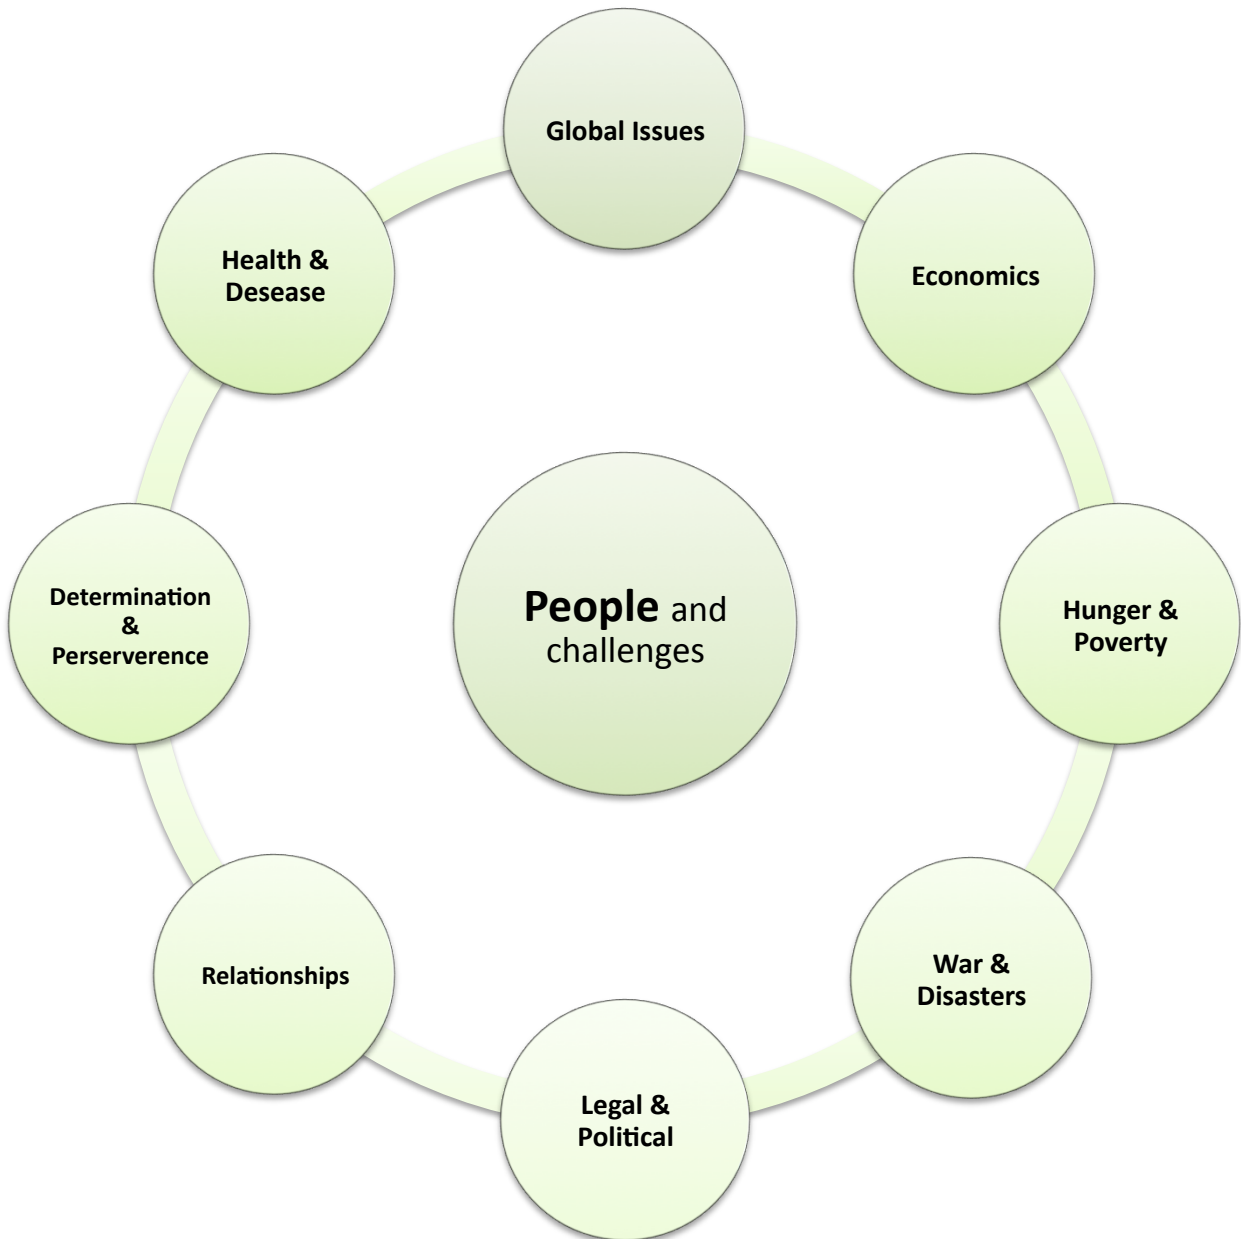 Global Issues
Economics
Hunger &
Poverty
War &
Disasters
Legal &
Political
Relationships
Determination
&
Perserverence
Health &
Desease
People and
challenges